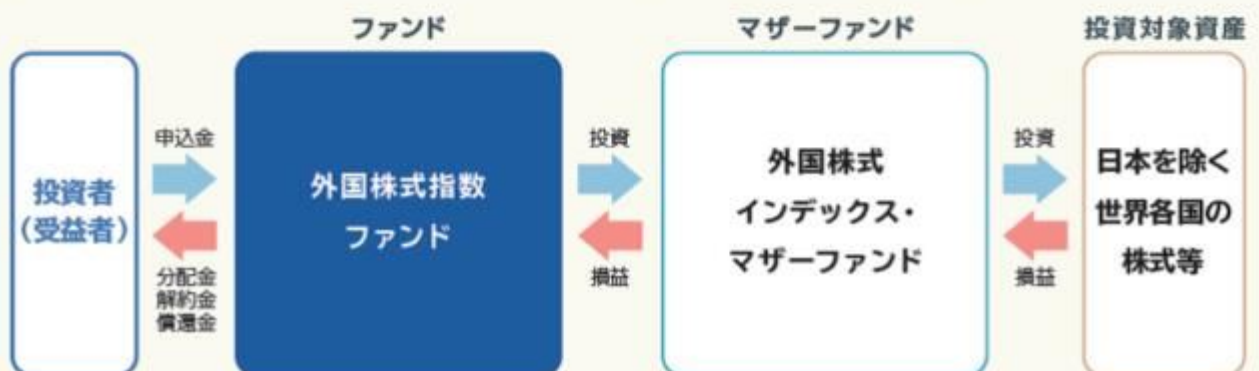 ファンド
マザーファンド
投資対象資産
投資者
（受益者）
申込金
分配金
解約金
償還金
外国株式指数
ファンド
投資
損益
外国株式
インデックス・
マザーファンド
投資
損益
日本を除く
世界各国の
株式等